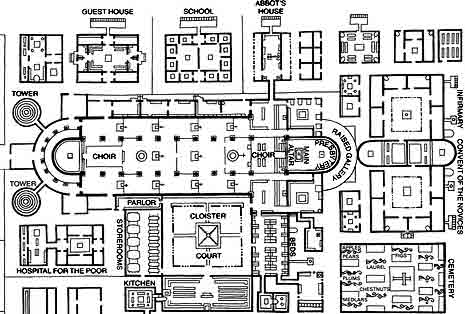 GUEST HOUSE
SCHOOL
ABBOT'S
HOUSE
TOWER
TOWER
CHOIR
CHOIR
MAIN
ALTAR
PRESBYTERY
RAISED GALLERY
INFIRMARY
CONVENT OF THE NOVICES
PARLOR
STOREROOMS
CLOISTER
COURT
BEDS
HOSPITAL FOR THE POOR
KITCHEN
APPLES
PEARS
PLUMS
MEDLARS
FIGS
LAUREL
CHESTNUTS
CEMETERY